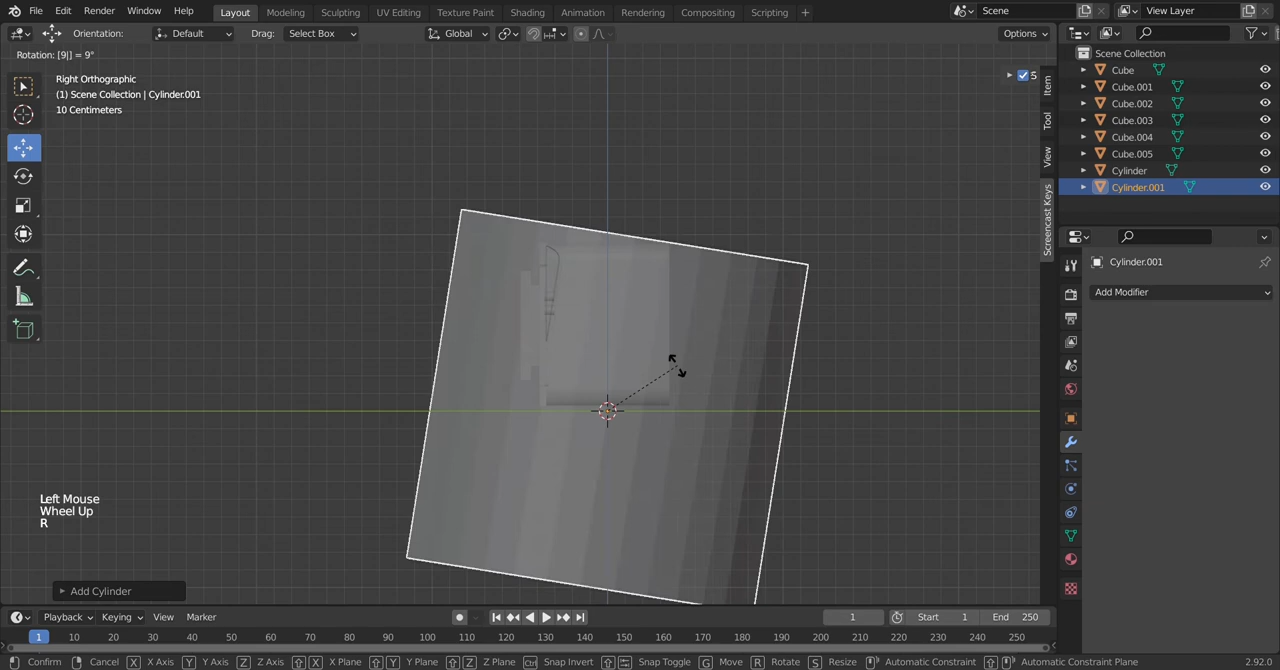 File Edit Render Window Help Layout Modeling Sculpting UV Editing Texture Paint Shading Animation Rendering Compositing Scripting + Scene View Layer
Orientation: Default Drag: Select Box Global Options
Rotation: [9|] = 9°
Right Orthographic
(1) Scene Collection | Cylinder.001
10 Centimeters
Item
Tool
View
Screencast Keys
Scene Collection
Cube
Cube.001
Cube.002
Cube.003
Cube.004
Cube.005
Cylinder
Cylinder.001
Cylinder.001
Add Modifier
Left Mouse
Wheel Up
R
Add Cylinder
Playback Keying View Marker 1 Start 1 End 250
1 10 20 30 40 50 60 70 80 90 100 110 120 130 140 150 160 170 180 190 200 210 220 230 240 250
Confirm Cancel X X Axis Y Y Axis Z Z Axis X X Plane Y Y Plane Z Z Plane Ctrl Snap Invert Snap Toggle G Move R Rotate S Resize Automatic Constraint Automatic Constraint Plane 2.92.0